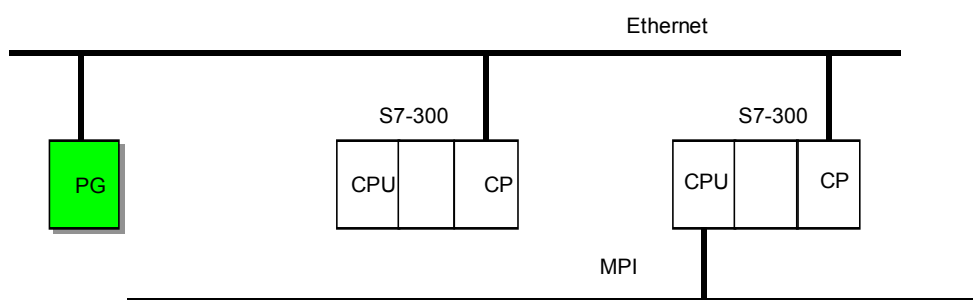 Ethernet
S7-300
S7-300
PG
CPU
CP
CPU
CP
MPI